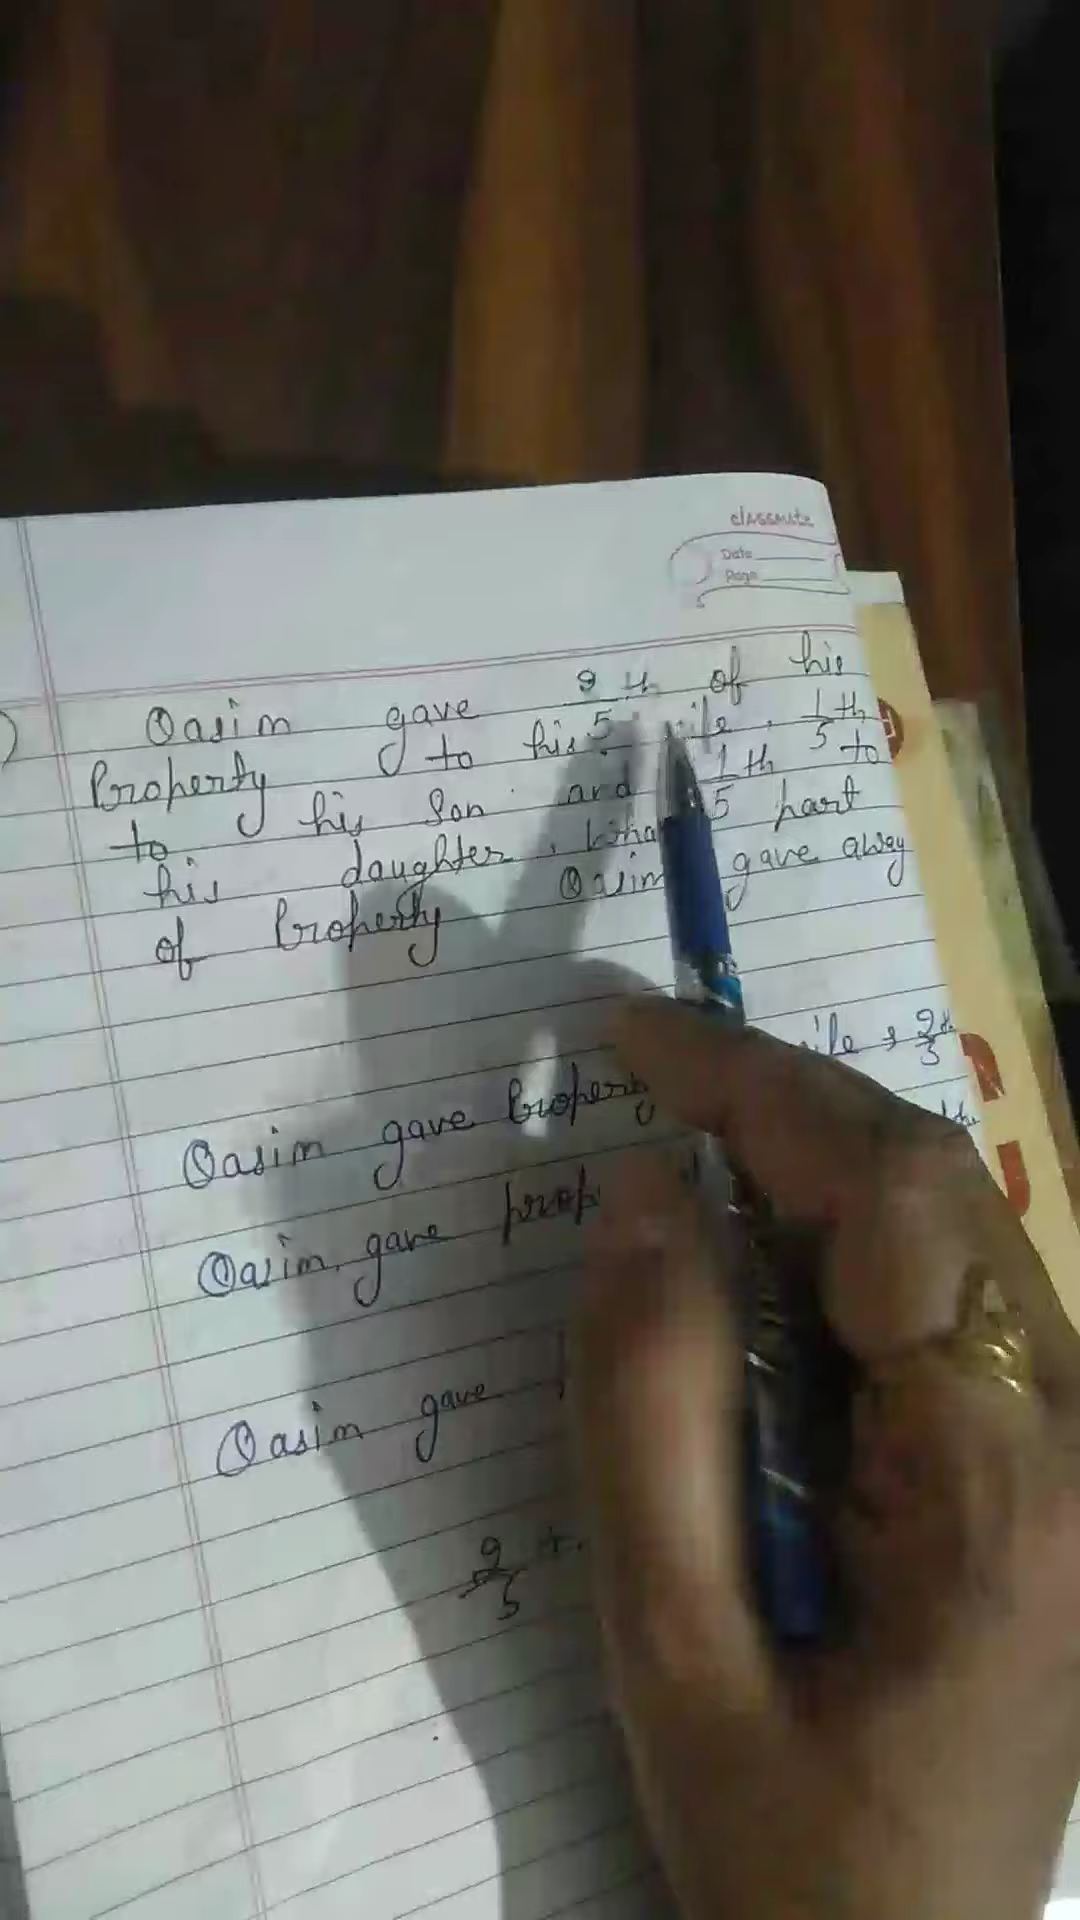 classmate
Date
Page
Qasim gave 2/5 th of his
Property to his wife, 1/5 th
to his Son and 1/5 th to
his daughter, part
of Property Qasim gave away
2/5
Qasim gave Property
Qasim gave
Qasim gave
2/5 +